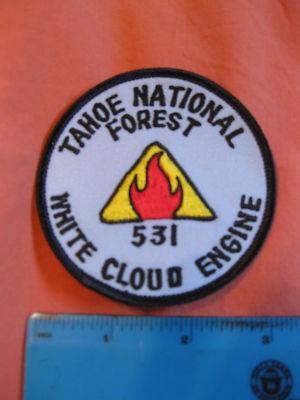 TAHOE NATIONAL
FOREST
531
WHITE CLOUD ENGINE
1 2 3